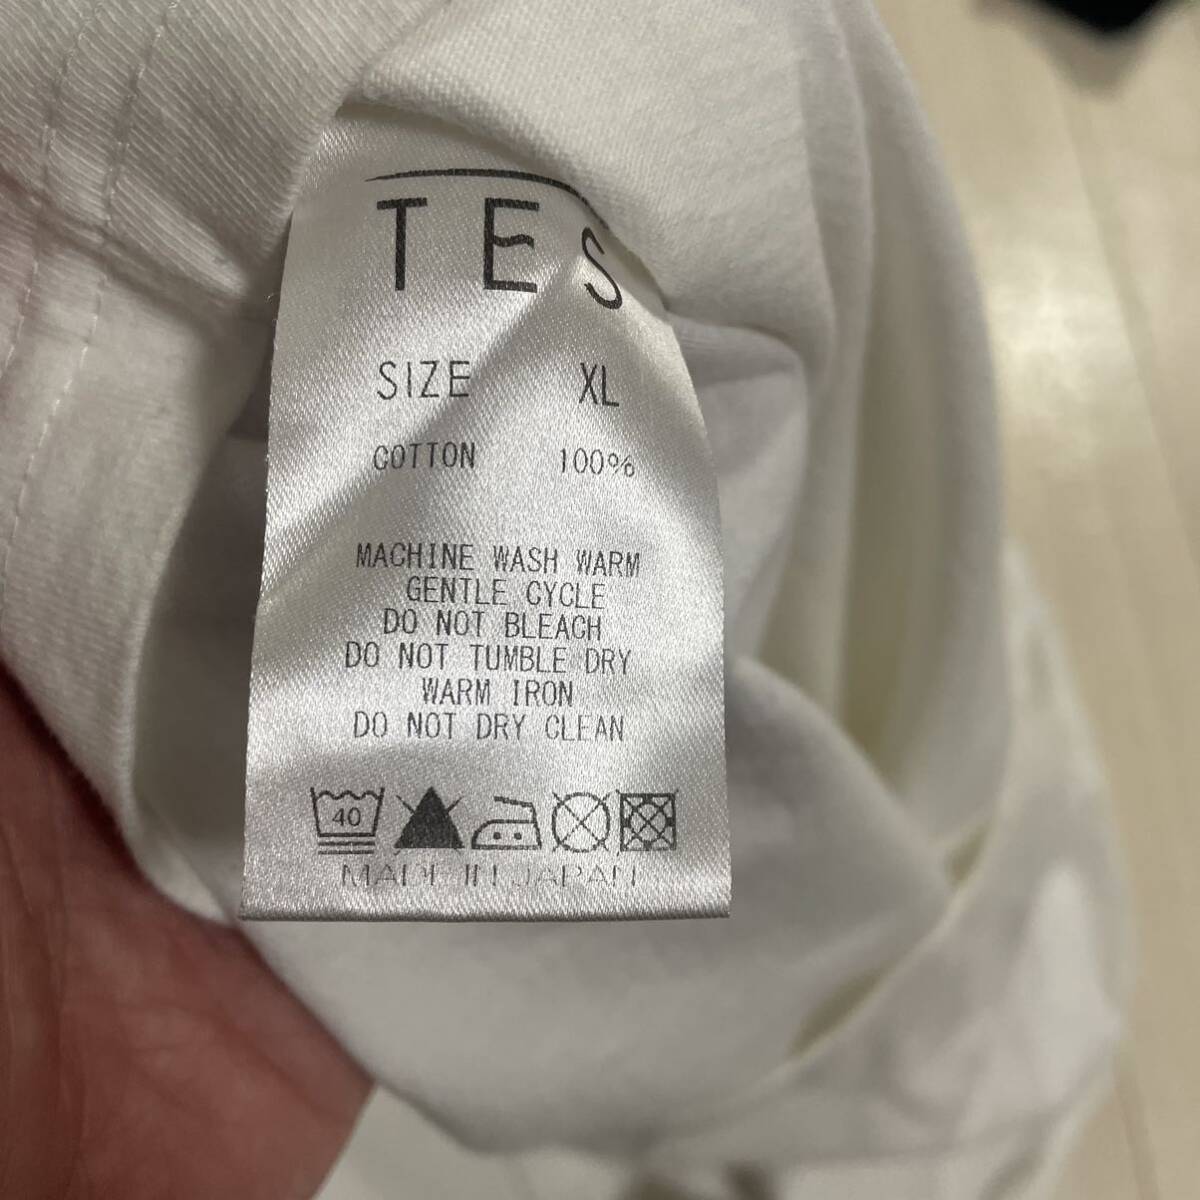 TES
SIZE XL
COTTON 100%
MACHINE WASH WARM
GENTLE CYCLE
DO NOT BLEACH
DO NOT TUMBLE DRY
WARM IRON
DO NOT DRY CLEAN
40
MADE IN JAPAN